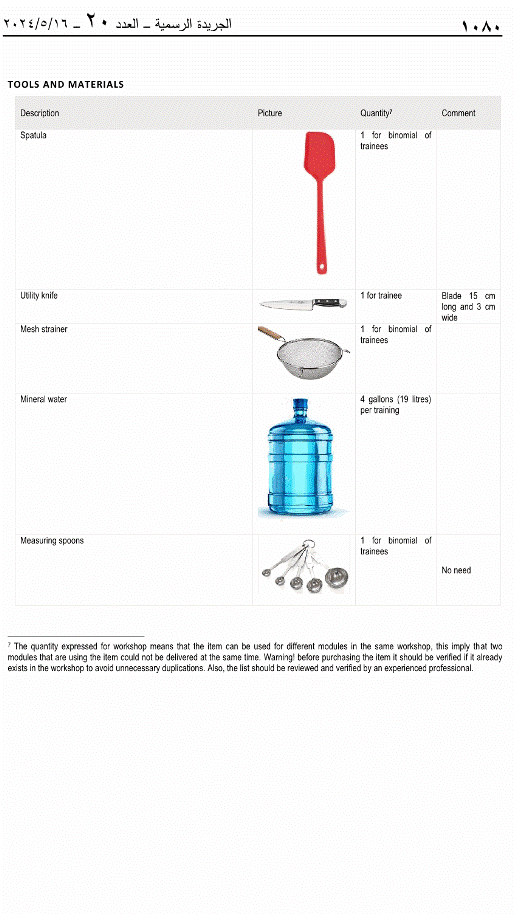 ١٠٨٠ الجريدة الرسمية – العدد ٢٠ – ٢٠٢٤/٥/١٦
TOOLS AND MATERIALS
Description Picture Quantity⁷ Comment
Spatula 1 for binomial of
trainees
Utility knife 1 for trainee Blade 15 cm
long and 3 cm
wide
Mesh strainer 1 for binomial of
trainees
Mineral water 4 gallons (19 litres)
per training
Measuring spoons 1 for binomial of
trainees
No need
⁷ The quantity expressed for workshop means that the item can be used for different modules in the same workshop, this imply that two
modules that are using the item could not be delivered at the same time. Warning! before purchasing the item it should be verified if it already
exists in the workshop to avoid unnecessary duplications. Also, the list should be reviewed and verified by an experienced professional.